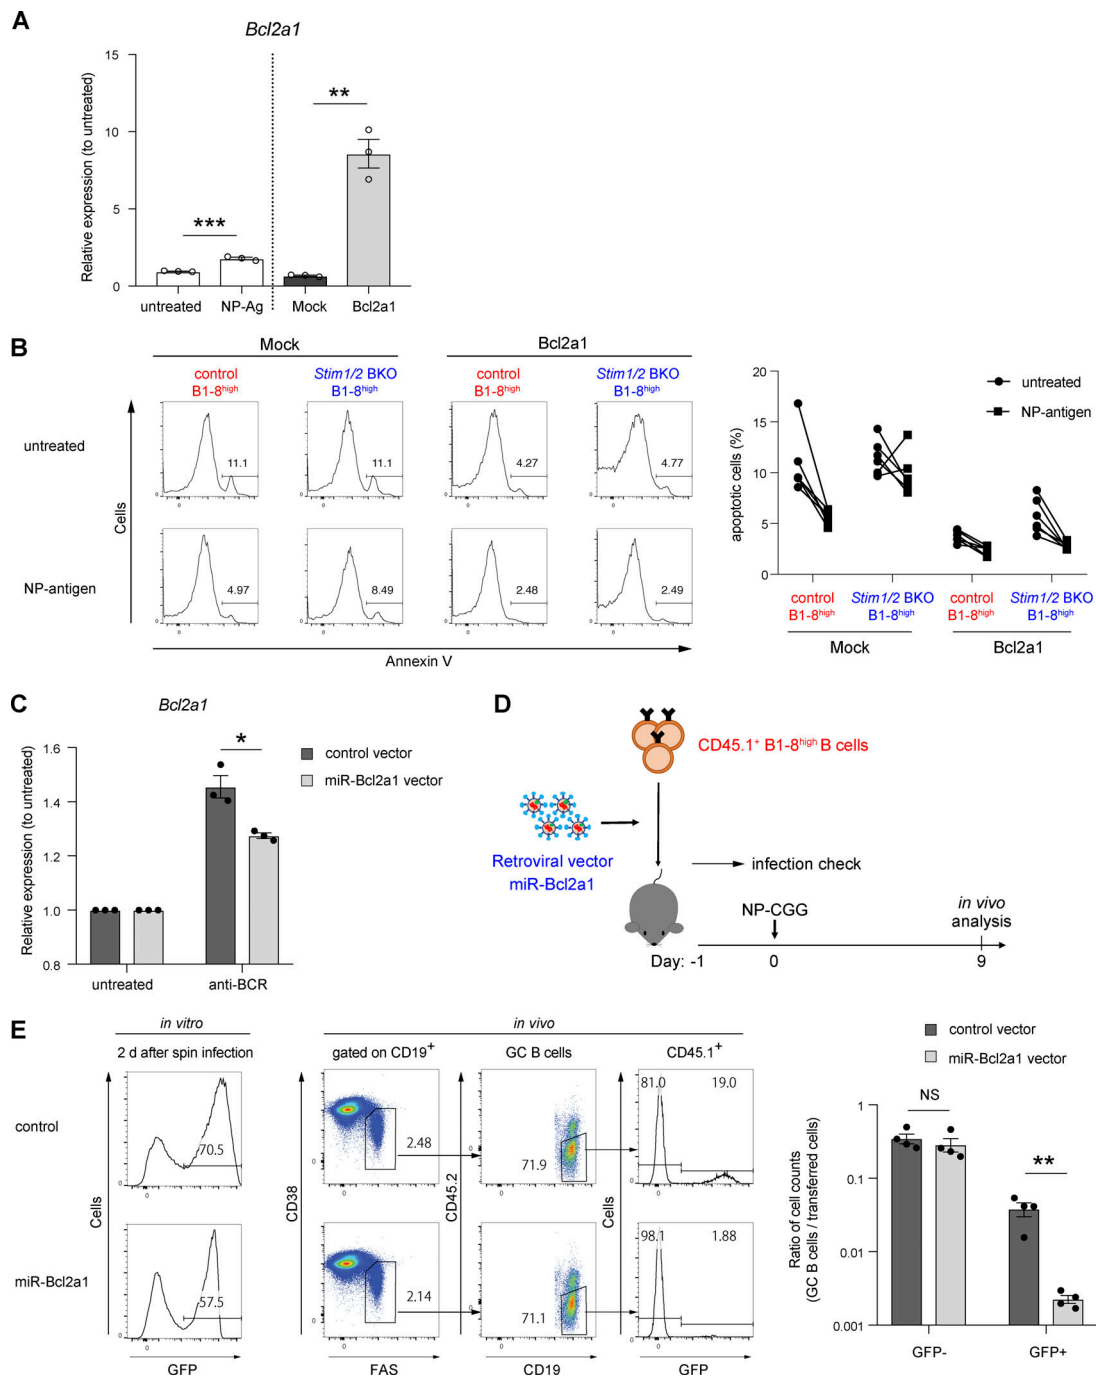 A
Bcl2a1
Relative expression (to untreated)
15
10
5
0
***
**
untreated
NP-Ag
Mock
Bcl2a1
B
Mock
Bcl2a1
control
B1-8high
Stim1/2 BKO
B1-8high
control
B1-8high
Stim1/2 BKO
B1-8high
Cells
untreated
11.1
11.1
4.27
4.77
NP-antigen
4.97
8.49
2.48
2.49
0
0
0
0
Annexin V
untreated
NP-antigen
apoptotic cells (%)
20
15
10
5
0
control
B1-8high
Stim1/2 BKO
B1-8high
control
B1-8high
Stim1/2 BKO
B1-8high
Mock
Bcl2a1
C
Bcl2a1
Relative expression (to untreated)
1.6
1.4
1.2
1.0
0.8
*
control vector
miR-Bcl2a1 vector
untreated
anti-BCR
D
CD45.1+ B1-8high B cells
Retroviral vector
miR-Bcl2a1
infection check
NP-CGG
in vivo
analysis
Day: -1
0
9
E
in vitro
in vivo
2 d after spin infection
gated on CD19+
GC B cells
CD45.1+
control
70.5
2.48
71.9
81.0
19.0
miR-Bcl2a1
57.5
2.14
71.1
98.1
1.88
Cells
CD38
CD45.2
Cells
GFP
FAS
CD19
GFP
control vector
miR-Bcl2a1 vector
Ratio of cell counts
(GC B cells / transferred cells)
1
0.1
0.01
0.001
NS
**
GFP-
GFP+